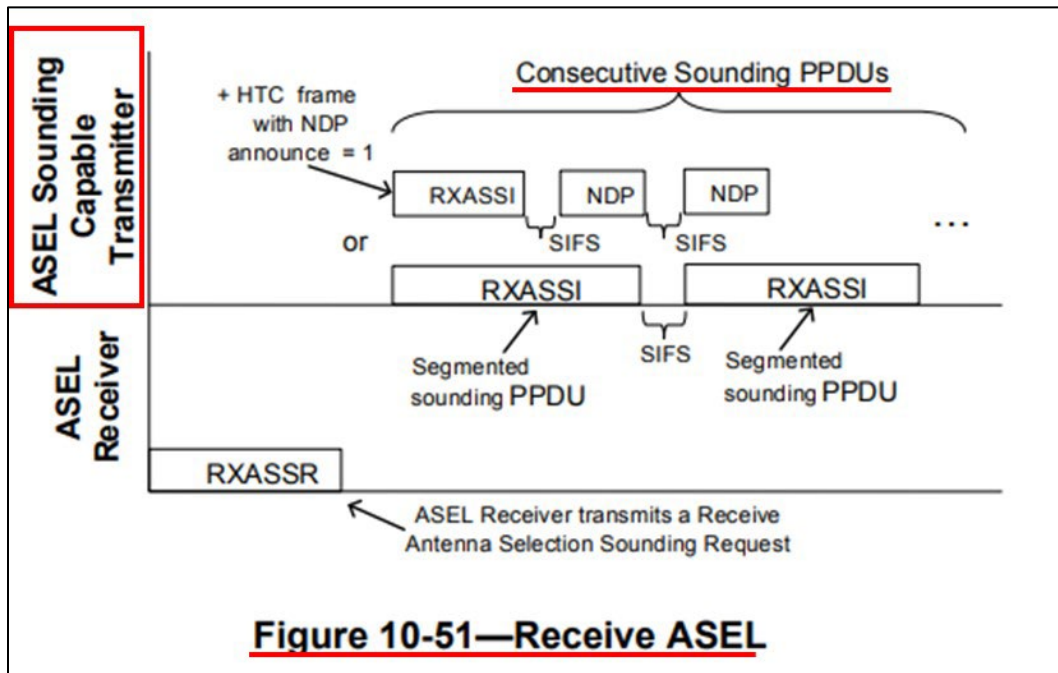 ASEL Sounding
Capable
Transmitter
Consecutive Sounding PPDUs
+ HTC frame
with NDP
announce = 1
RXASSI
NDP
NDP
SIFS
SIFS
...
or
RXASSI
RXASSI
SIFS
Segmented
sounding PPDU
Segmented
sounding PPDU
ASEL
Receiver
RXASSR
ASEL Receiver transmits a Receive
Antenna Selection Sounding Request
Figure 10-51—Receive ASEL